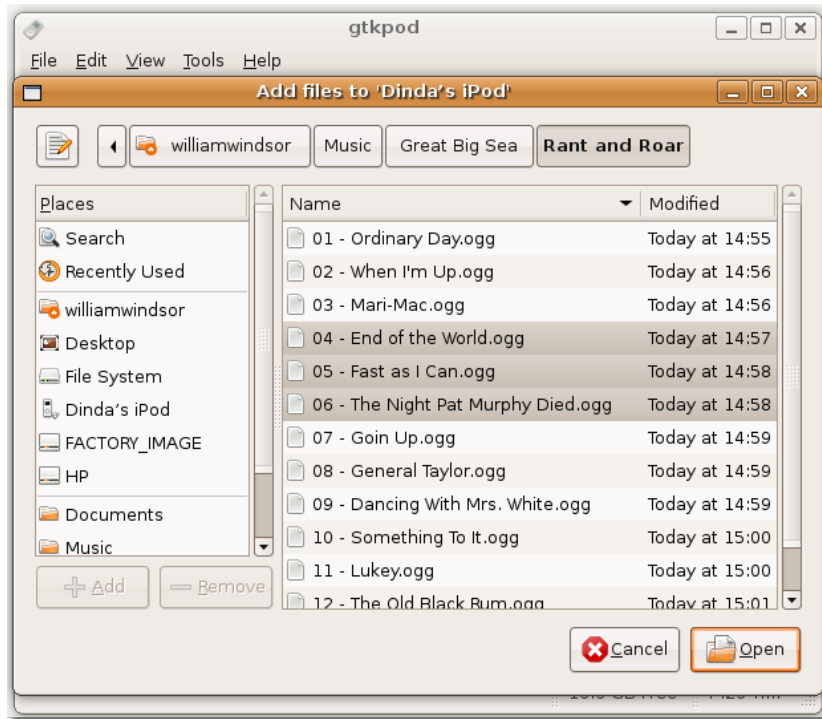 gtkpod
File Edit View Tools Help
Add files to 'Dinda's iPod'
williamwindsor Music Great Big Sea Rant and Roar
Places
Search
Recently Used
williamwindsor
Desktop
File System
Dinda's iPod
FACTORY_IMAGE
HP
Documents
Music
Add Remove
Name Modified
01 - Ordinary Day.ogg Today at 14:55
02 - When I'm Up.ogg Today at 14:56
03 - Mari-Mac.ogg Today at 14:56
04 - End of the World.ogg Today at 14:57
05 - Fast as I Can.ogg Today at 14:58
06 - The Night Pat Murphy Died.ogg Today at 14:58
07 - Goin Up.ogg Today at 14:59
08 - General Taylor.ogg Today at 14:59
09 - Dancing With Mrs. White.ogg Today at 14:59
10 - Something To It.ogg Today at 15:00
11 - Lukey.ogg Today at 15:00
12 - The Old Black Rum.ogg Today at 15:01
Cancel Open